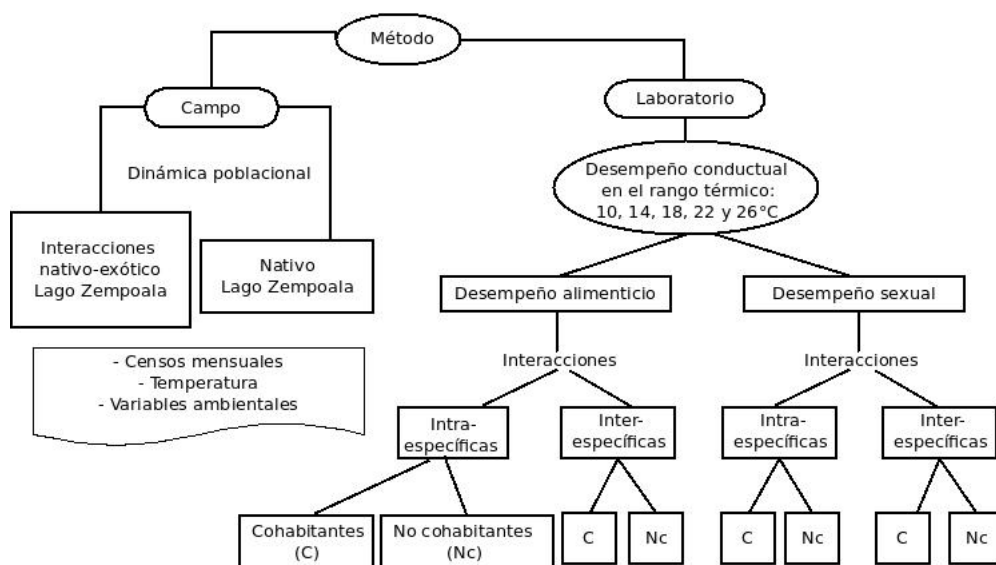 Método
Campo
Laboratorio
Dinámica poblacional
Desempeño conductual
en el rango térmico:
10, 14, 18, 22 y 26°C
Interacciones
nativo-exótico
Lago Zempoala
Nativo
Lago Zempoala
Desempeño alimenticio
Desempeño sexual
- Censos mensuales
- Temperatura
- Variables ambientales
Interacciones
Interacciones
Intra-
específicas
Inter-
específicas
Intra-
específicas
Inter-
específicas
Cohabitantes
(C)
No cohabitantes
(Nc)
C
Nc
C
Nc
C
Nc